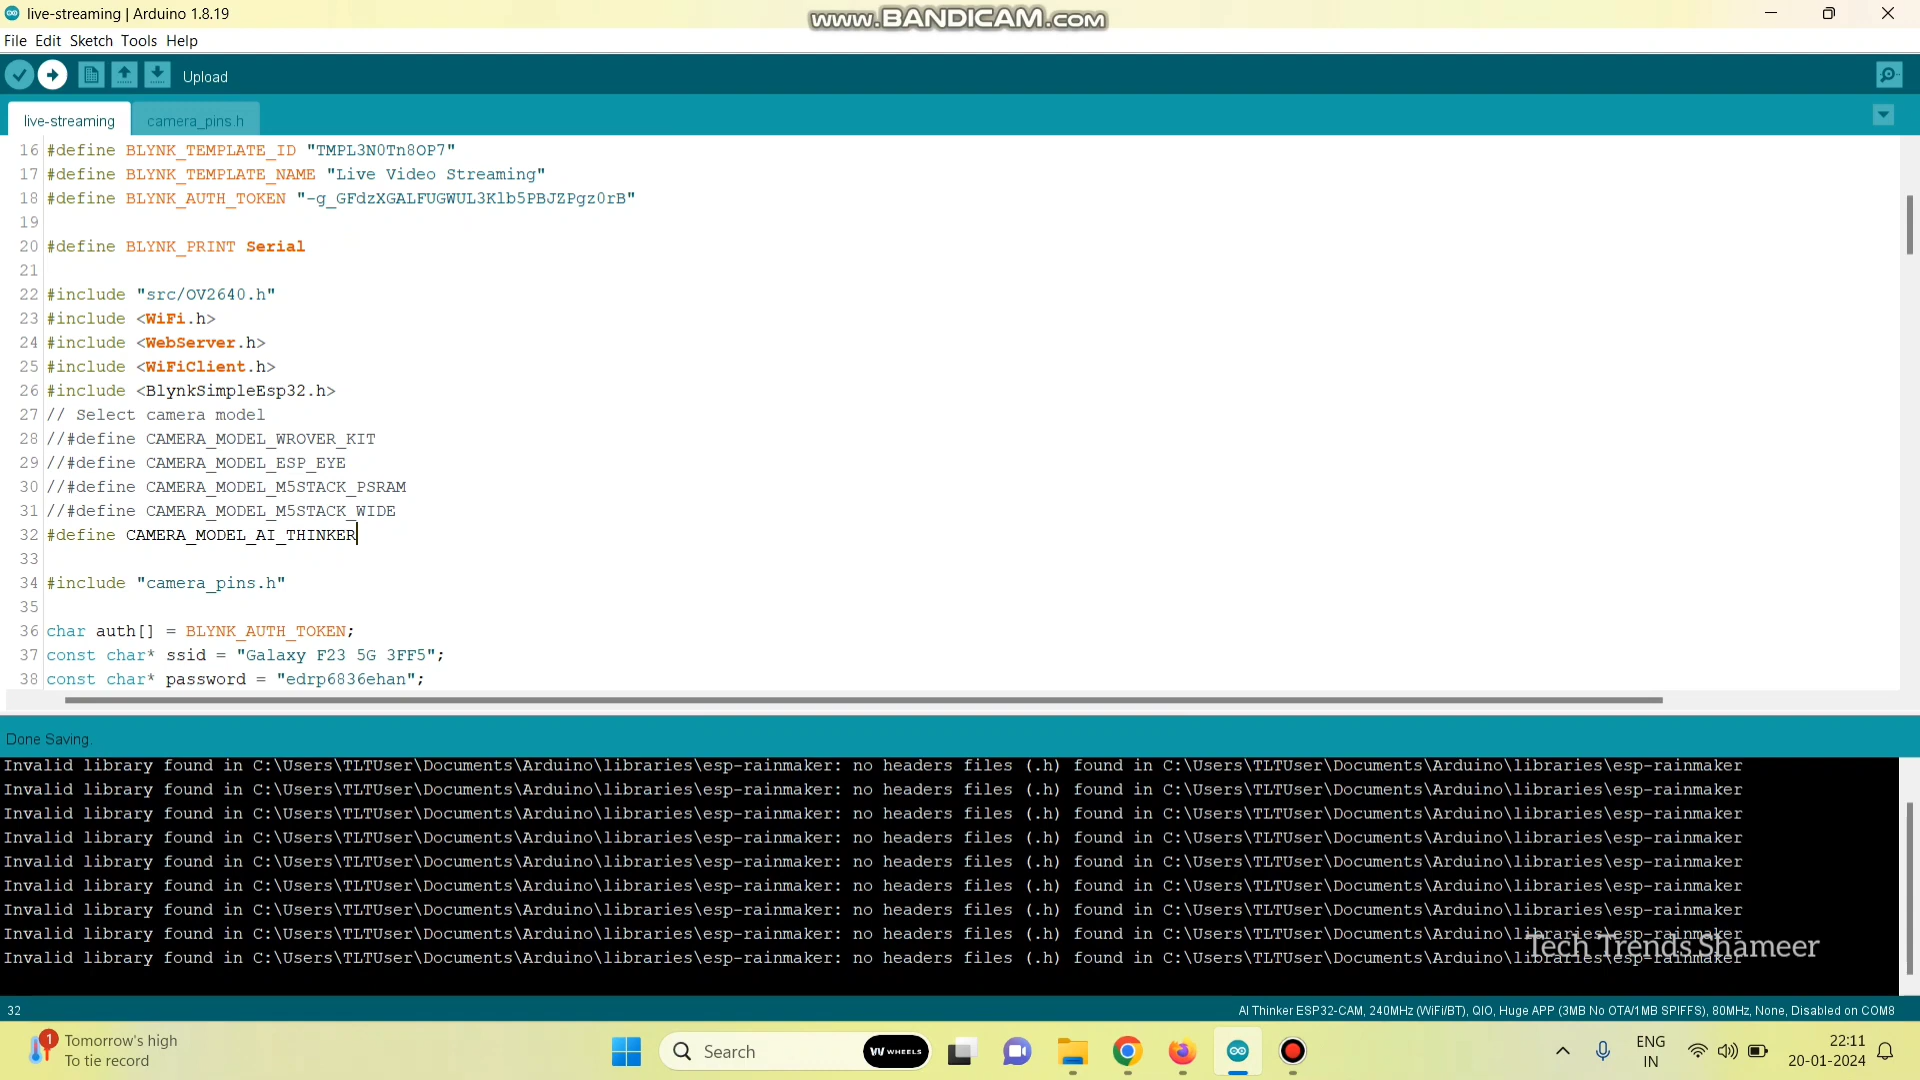 live-streaming | Arduino 1.8.19
www.BANDICAM.com
File Edit Sketch Tools Help
Upload
live-streaming
camera_pins.h
16 #define BLYNK_TEMPLATE_ID "TMPL3N0Tn8OP7"
17 #define BLYNK_TEMPLATE_NAME "Live Video Streaming"
18 #define BLYNK_AUTH_TOKEN "-g_GFdzXGALFUGWUL3Klb5PBJZPgz0rB"
19
20 #define BLYNK_PRINT Serial
21
22 #include "src/OV2640.h"
23 #include <WiFi.h>
24 #include <WebServer.h>
25 #include <WiFiClient.h>
26 #include <BlynkSimpleEsp32.h>
27 // Select camera model
28 //#define CAMERA_MODEL_WROVER_KIT
29 //#define CAMERA_MODEL_ESP_EYE
30 //#define CAMERA_MODEL_M5STACK_PSRAM
31 //#define CAMERA_MODEL_M5STACK_WIDE
32 #define CAMERA_MODEL_AI_THINKER
33
34 #include "camera_pins.h"
35
36 char auth[] = BLYNK_AUTH_TOKEN;
37 const char* ssid = "Galaxy F23 5G 3FF5";
38 const char* password = "edrp6836ehan";
Done Saving.
Invalid library found in C:\Users\TLTUser\Documents\Arduino\libraries\esp-rainmaker: no headers files (.h) found in C:\Users\TLTUser\Documents\Arduino\libraries\esp-rainmaker
Invalid library found in C:\Users\TLTUser\Documents\Arduino\libraries\esp-rainmaker: no headers files (.h) found in C:\Users\TLTUser\Documents\Arduino\libraries\esp-rainmaker
Invalid library found in C:\Users\TLTUser\Documents\Arduino\libraries\esp-rainmaker: no headers files (.h) found in C:\Users\TLTUser\Documents\Arduino\libraries\esp-rainmaker
Invalid library found in C:\Users\TLTUser\Documents\Arduino\libraries\esp-rainmaker: no headers files (.h) found in C:\Users\TLTUser\Documents\Arduino\libraries\esp-rainmaker
Invalid library found in C:\Users\TLTUser\Documents\Arduino\libraries\esp-rainmaker: no headers files (.h) found in C:\Users\TLTUser\Documents\Arduino\libraries\esp-rainmaker
Invalid library found in C:\Users\TLTUser\Documents\Arduino\libraries\esp-rainmaker: no headers files (.h) found in C:\Users\TLTUser\Documents\Arduino\libraries\esp-rainmaker
Invalid library found in C:\Users\TLTUser\Documents\Arduino\libraries\esp-rainmaker: no headers files (.h) found in C:\Users\TLTUser\Documents\Arduino\libraries\esp-rainmaker
Invalid library found in C:\Users\TLTUser\Documents\Arduino\libraries\esp-rainmaker: no headers files (.h) found in C:\Users\TLTUser\Documents\Arduino\libraries\esp-rainmaker
Invalid library found in C:\Users\TLTUser\Documents\Arduino\libraries\esp-rainmaker: no headers files (.h) found in C:\Users\TLTUser\Documents\Arduino\libraries\esp-rainmaker
Tech Trends Shameer
32
AI Thinker ESP32-CAM, 240MHz (WiFi/BT), QIO, Huge APP (3MB No OTA/1MB SPIFFS), 80MHz, None, Disabled on COM8
1
Tomorrow's high
To tie record
Search
WHEELS
ENG
IN
22:11
20-01-2024